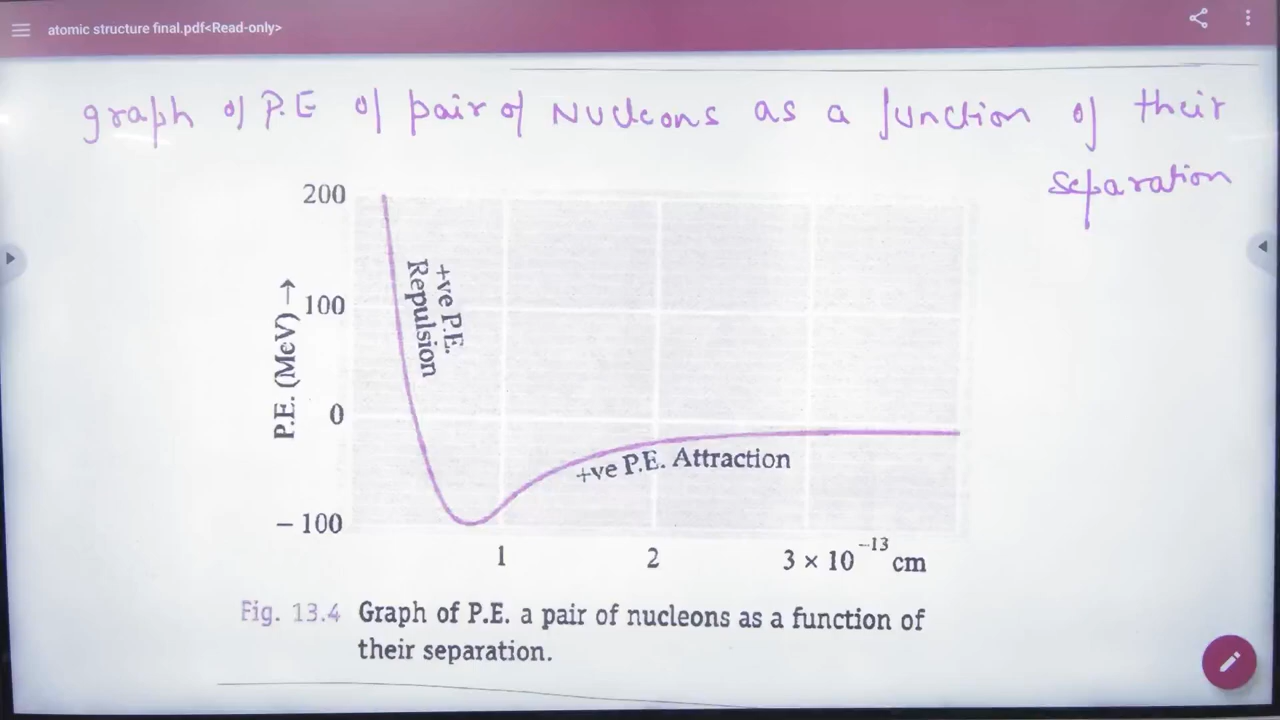 atomic structure final.pdf<Read-only>
graph of P.E of pair of Nucleons as a function of their
separation
200
100
0
– 100
P.E. (MeV) →
+ve P.E.
Repulsion
+ve P.E. Attraction
1 2 3 × 10⁻¹³ cm
Fig. 13.4 Graph of P.E. a pair of nucleons as a function of
their separation.